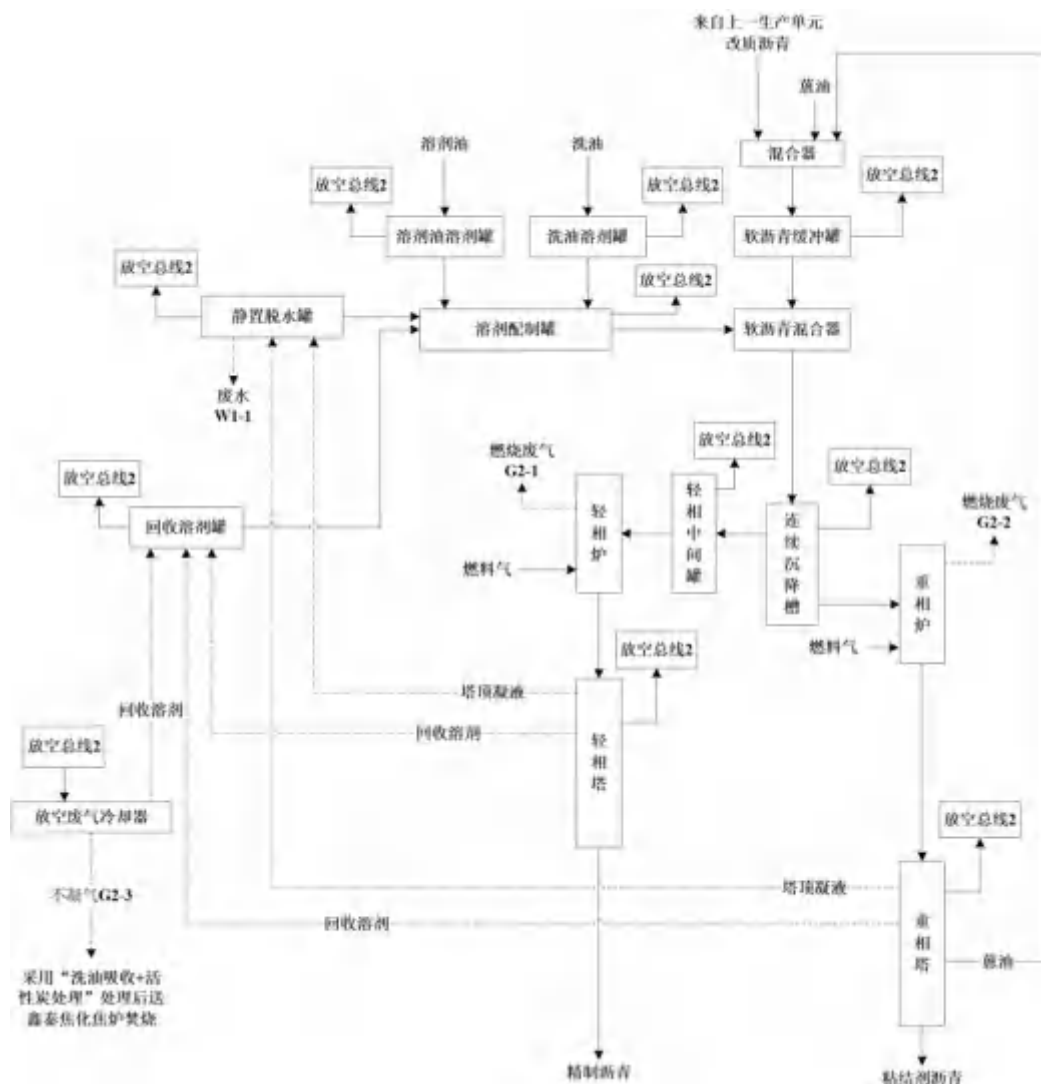 来自上一生产单元
改质沥青
蒽油
溶剂油
洗油
混合器
放空总线2
放空总线2
放空总线2
溶剂油溶剂罐
洗油溶剂罐
软沥青缓冲罐
放空总线2
放空总线2
静置脱水罐
溶剂配制罐
软沥青混合器
废水
W1-1
放空总线2
燃烧废气
G2-1
放空总线2
放空总线2
燃烧废气
G2-2
回收溶剂罐
轻相炉
轻相中间罐
连续沉降槽
重相炉
燃料气
燃料气
放空总线2
塔顶凝液
回收溶剂
回收溶剂
轻相塔
放空总线2
放空废气冷却器
放空总线2
不凝气G2-3
塔顶凝液
回收溶剂
重相塔
蒽油
采用“洗油吸收+活
性炭处理”处理后送
鑫泰焦化焦炉焚烧
精制沥青
粘结剂沥青